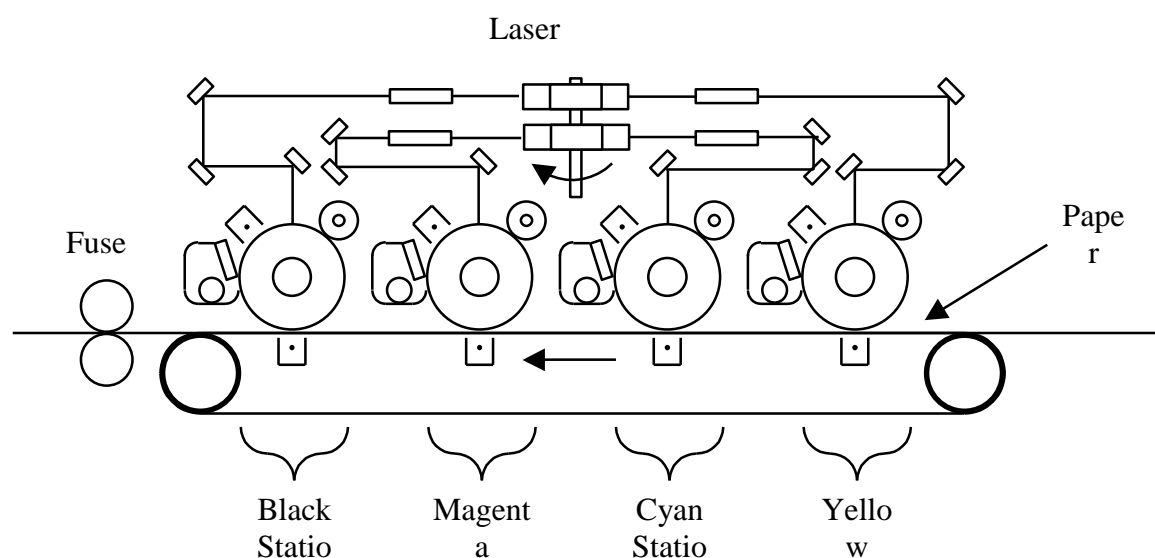 Laser
Fuse
Pape
r
Black
Statio
Magent
a
Cyan
Statio
Yello
w